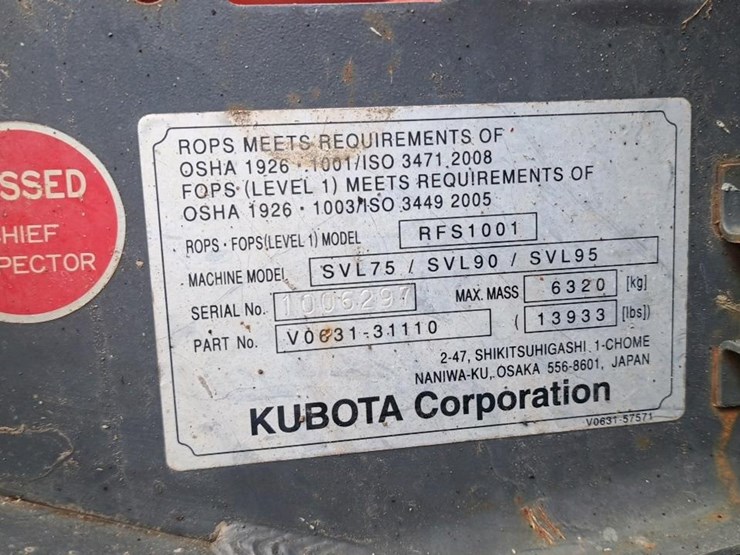 SSED
HIEF
PECTOR
ROPS MEETS REQUIREMENTS OF
OSHA 1926 · 1001/ISO 3471 2008
FOPS (LEVEL 1) MEETS REQUIREMENTS OF
OSHA 1926 · 1003/ISO 3449 2005
ROPS · FOPS(LEVEL 1) MODEL RFS1001
MACHINE MODEL SVL75 / SVL90 / SVL95
SERIAL No. 1006297 MAX. MASS 6320 [kg]
PART No. V0631-31110 ( 13933 [lbs])
2-47, SHIKITSUHIGASHI 1-CHOME
NANIWA-KU, OSAKA 556-8601, JAPAN
KUBOTA Corporation
V0631-57571